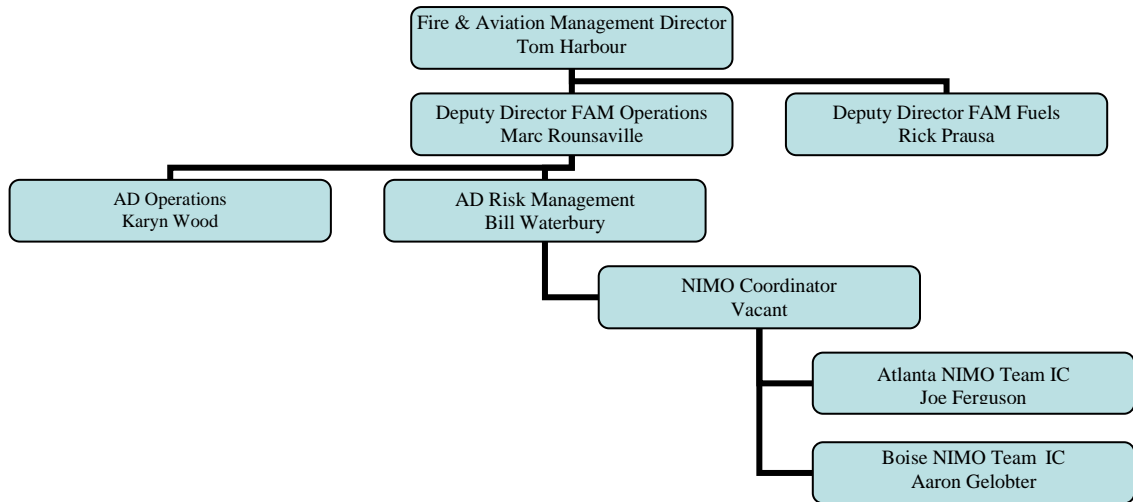 Fire & Aviation Management Director
Tom Harbour
Deputy Director FAM Operations
Marc Rounsaville
Deputy Director FAM Fuels
Rick Prausa
AD Operations
Karyn Wood
AD Risk Management
Bill Waterbury
NIMO Coordinator
Vacant
Atlanta NIMO Team IC
Joe Ferguson
Boise NIMO Team IC
Aaron Gelobter